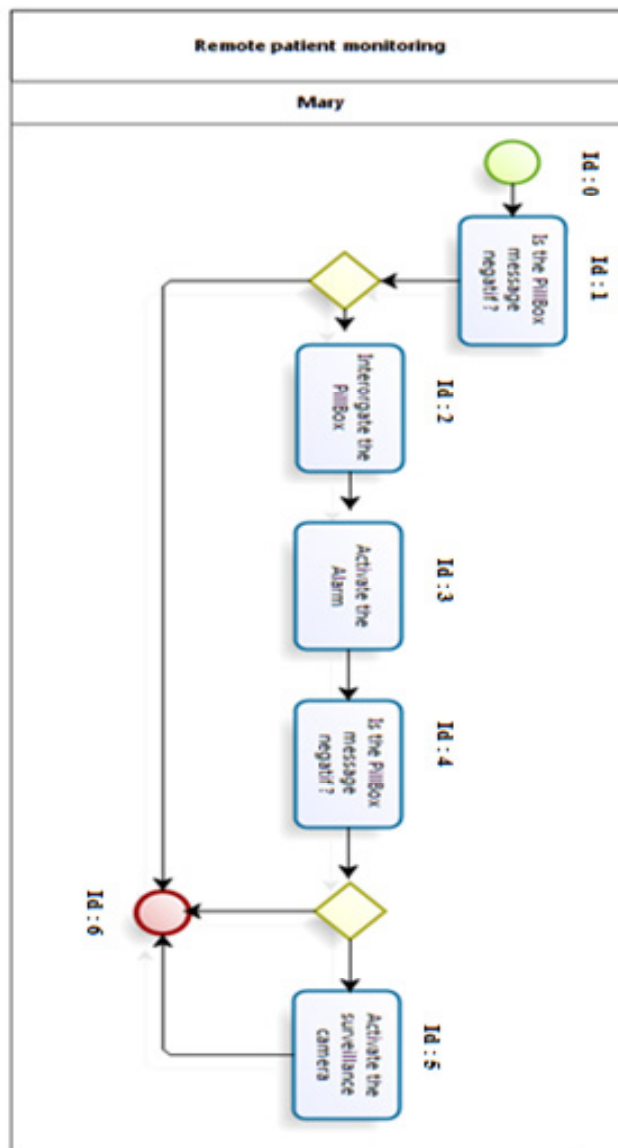 Remote patient monitoring
Mary
Id : 0
Is the PillBox
message
negatif ?
Id : 1
Interorgate the
PillBox
Id : 2
Activate the
Alarm
Id : 3
Is the PillBox
message
negatif ?
Id : 4
Activate the
surveillance
camera
Id : 5
Id : 6